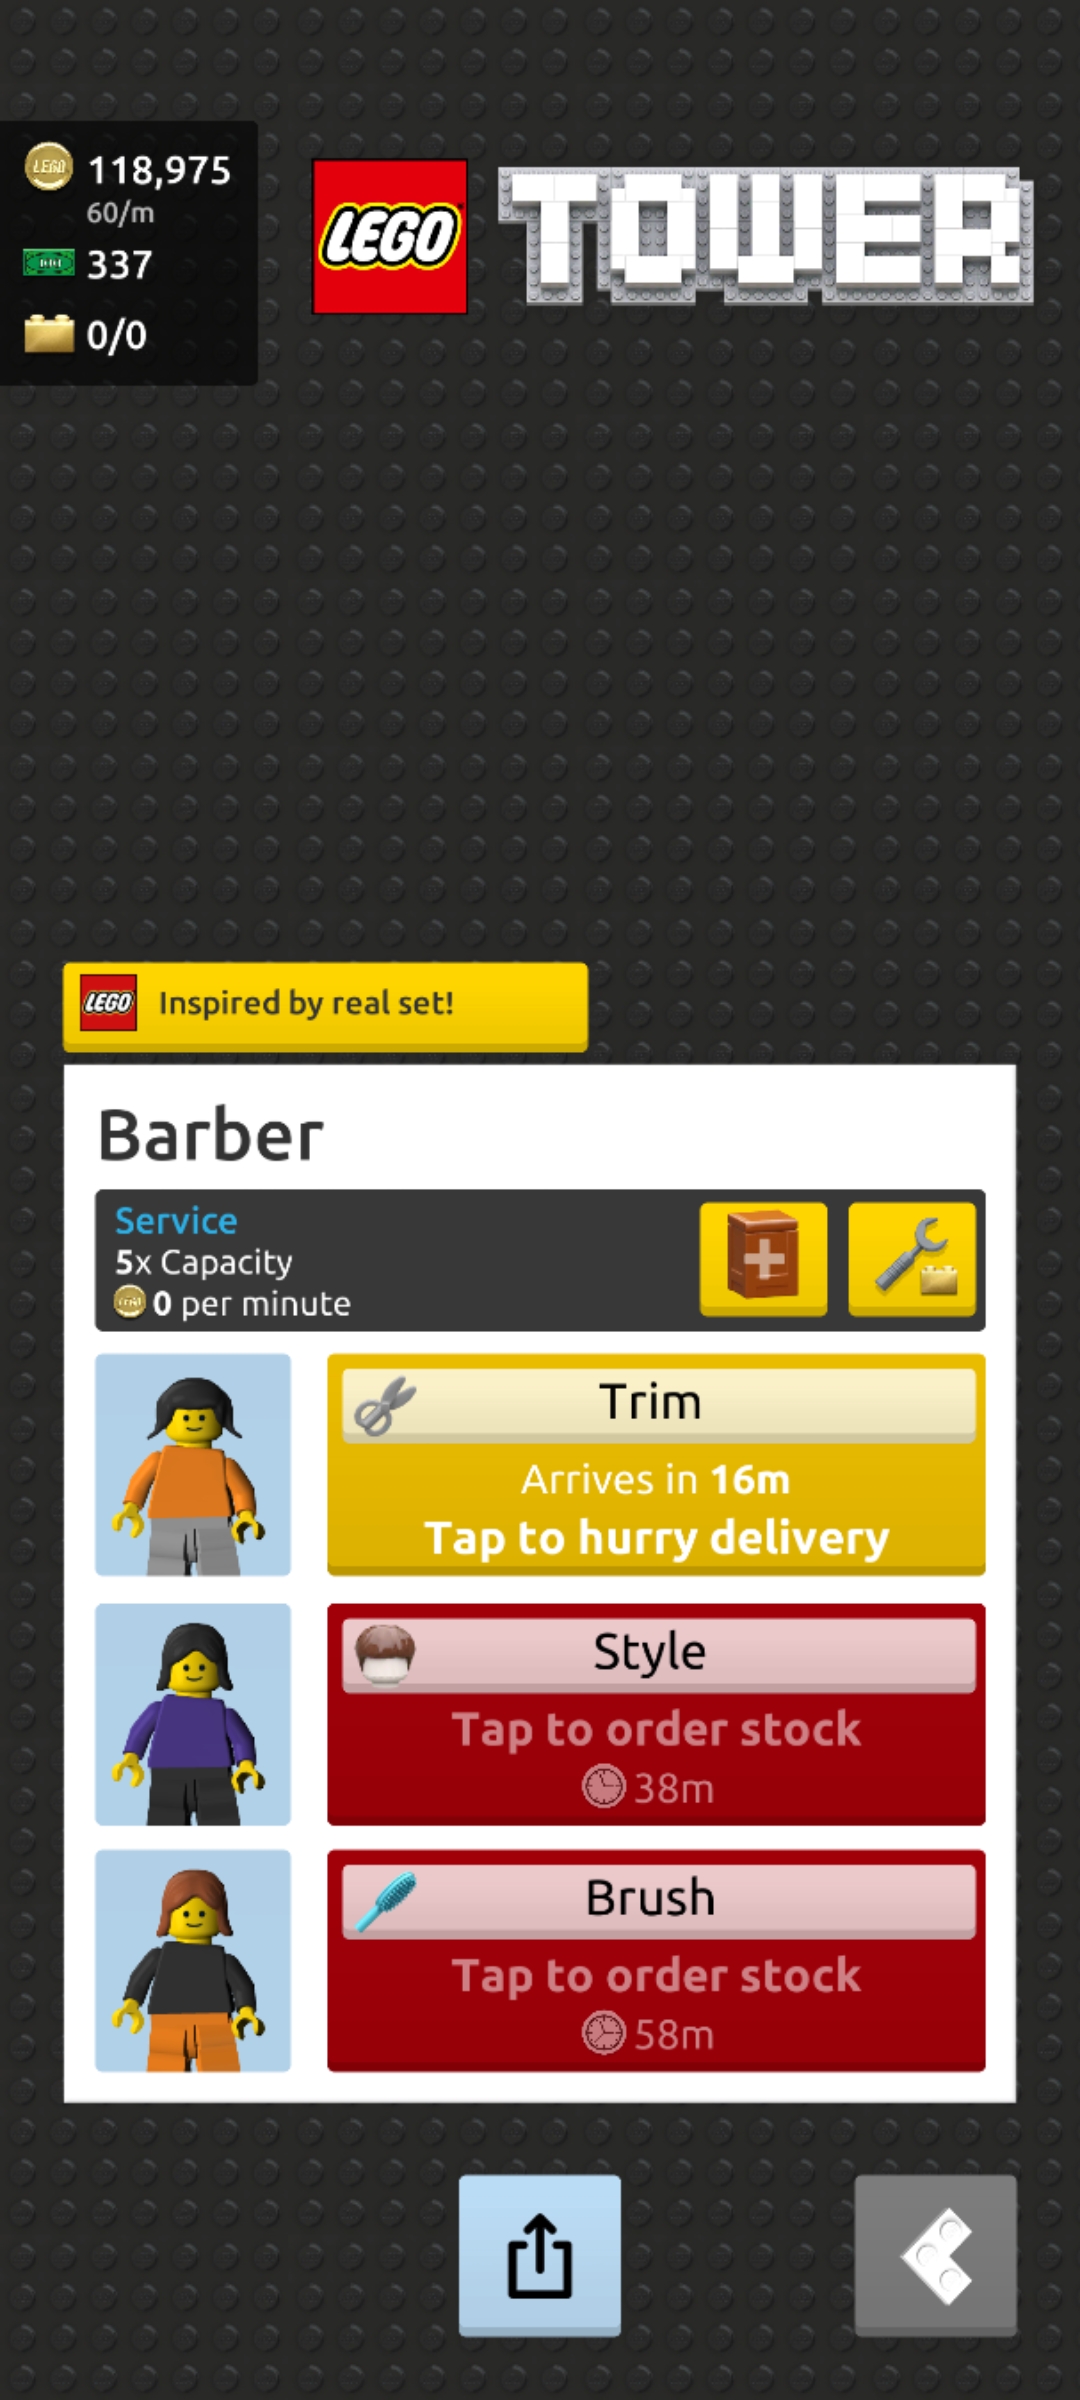 118,975
60/m
337
0/0
LEGO
TOWER
LEGO Inspired by real set!
Barber
Service
5x Capacity
0 per minute
Trim
Arrives in 16m
Tap to hurry delivery
Style
Tap to order stock
38m
Brush
Tap to order stock
58m